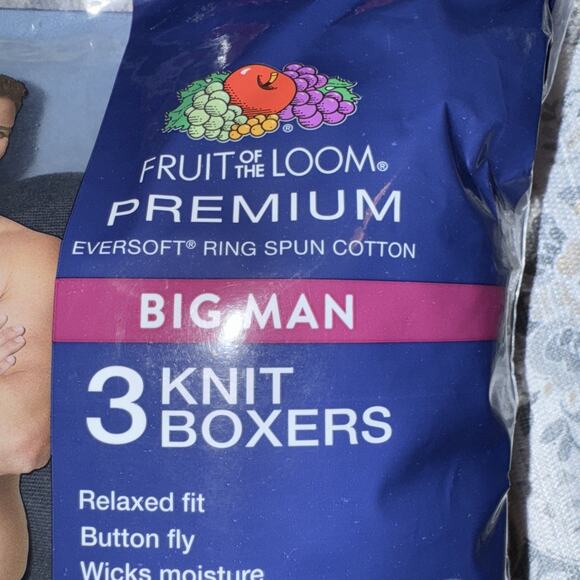 ®
FRUIT OF THE LOOM®
PREMIUM
EVERSOFT® RING SPUN COTTON
BIG MAN
3 KNIT
BOXERS
Relaxed fit
Button fly
Wicks moisture